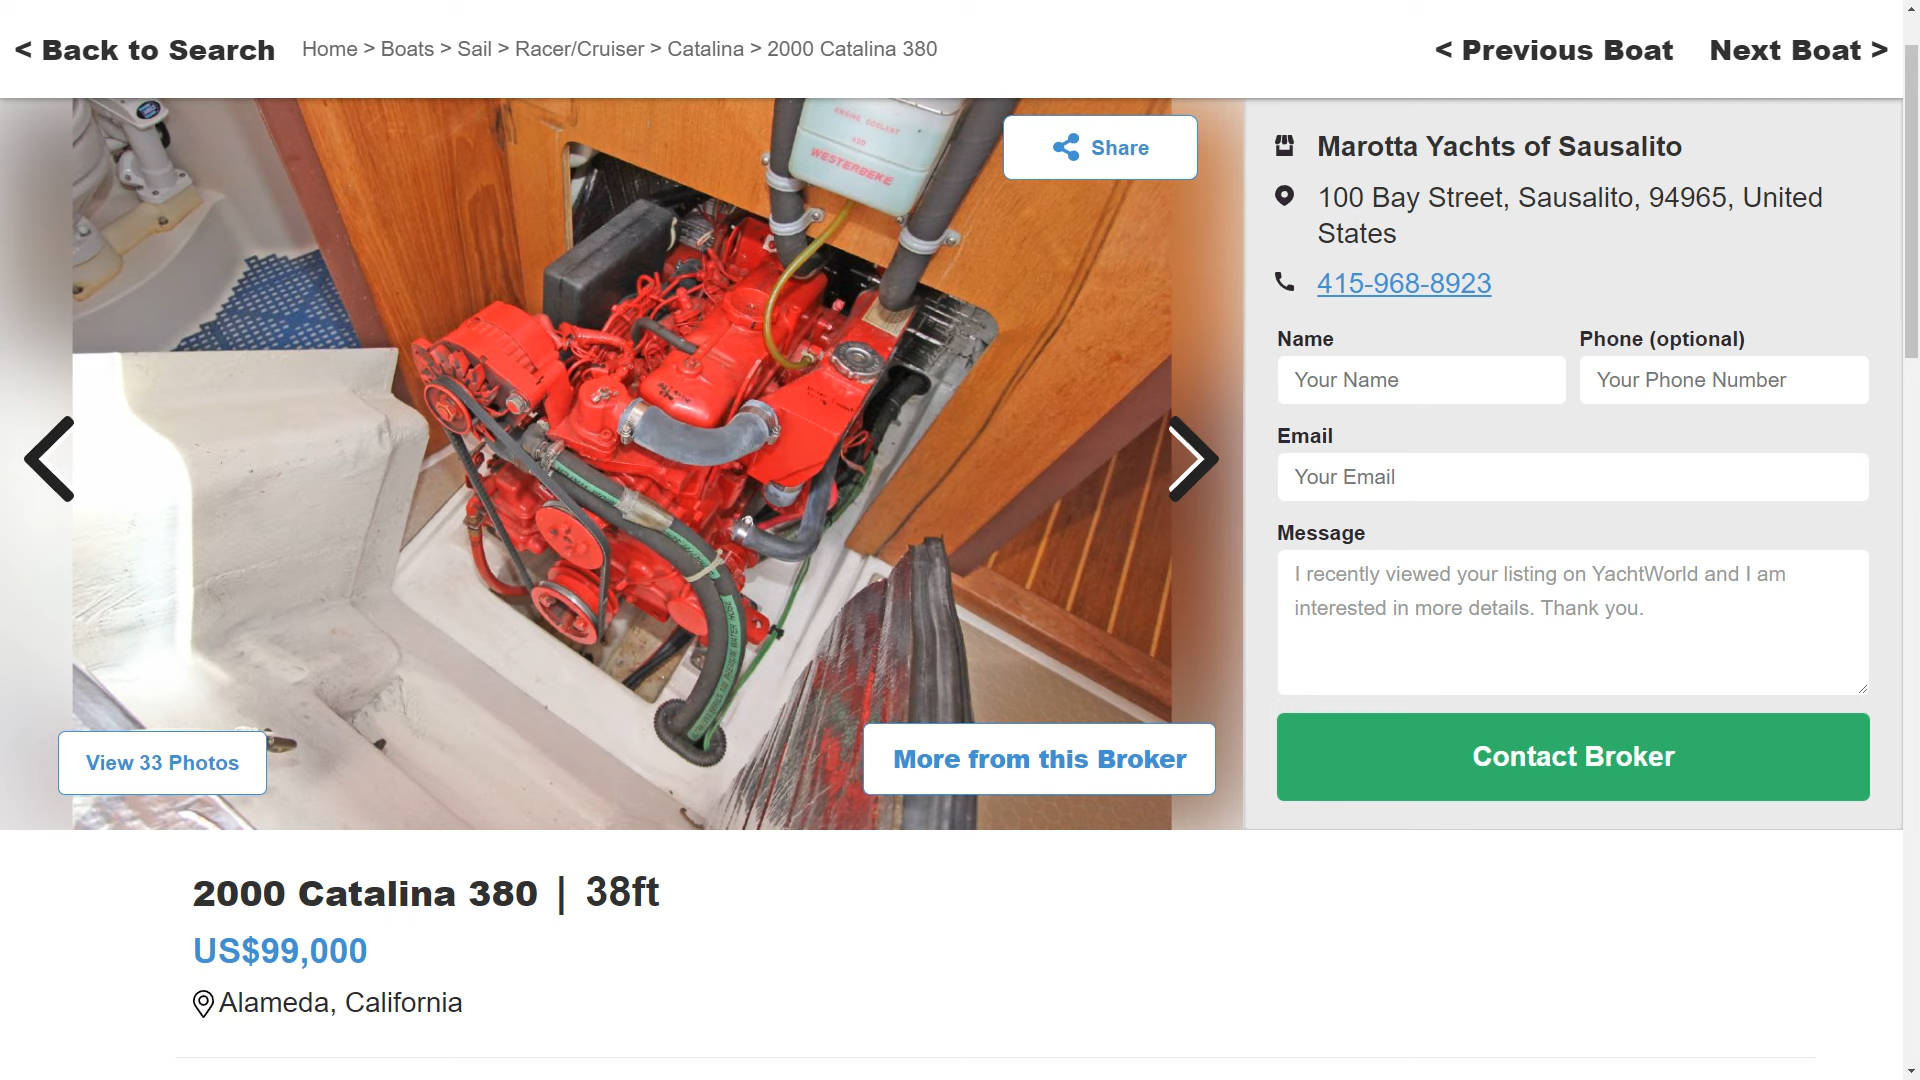 < Back to Search
Home > Boats > Sail > Racer/Cruiser > Catalina > 2000 Catalina 380
< Previous Boat
Next Boat >
ENGINE COOLANT
WESTERBEKE
Share
View 33 Photos
More from this Broker
Marotta Yachts of Sausalito
100 Bay Street, Sausalito, 94965, United
States
415-968-8923
Name
Phone (optional)
Your Name
Your Phone Number
Email
Your Email
Message
I recently viewed your listing on YachtWorld and I am
interested in more details. Thank you.
Contact Broker
2000 Catalina 380 | 38ft
US$99,000
Alameda, California